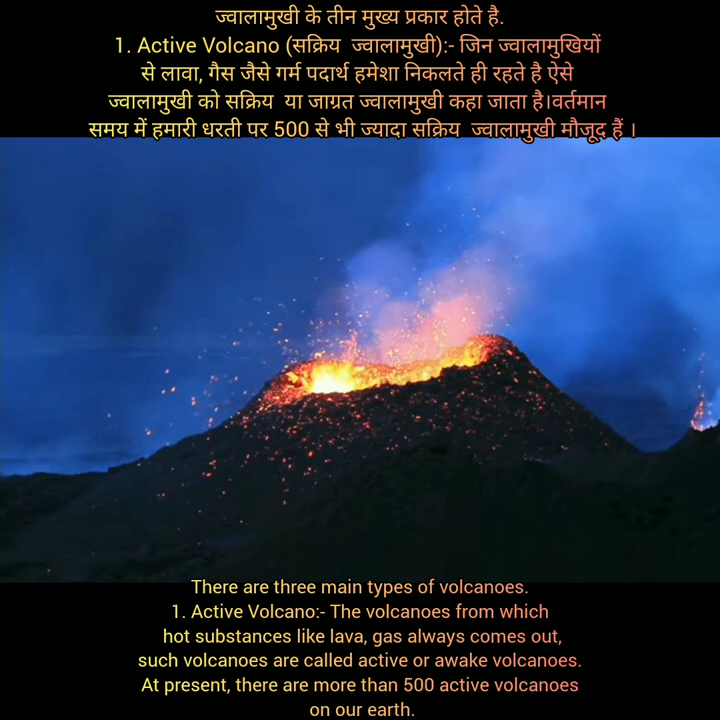 ज्वालामुखी के तीन मुख्य प्रकार होते है.
1. Active Volcano (सक्रिय ज्वालामुखी):- जिन ज्वालामुखियों
से लावा, गैस जैसे गर्म पदार्थ हमेशा निकलते ही रहते है ऐसे
ज्वालामुखी को सक्रिय या जाग्रत ज्वालामुखी कहा जाता है।वर्तमान
समय में हमारी धरती पर 500 से भी ज्यादा सक्रिय ज्वालामुखी मौजूद हैं ।
There are three main types of volcanoes.
1. Active Volcano:- The volcanoes from which
hot substances like lava, gas always comes out,
such volcanoes are called active or awake volcanoes.
At present, there are more than 500 active volcanoes
on our earth.